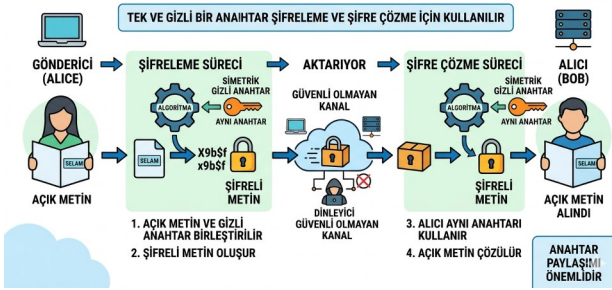 TEK VE GİZLİ BİR ANAIHTAR ŞİFRELEME VE ŞİFRE ÇÖZME İÇİN KULLANILIR
GÖNDERİCİ
(ALICE)
ŞİFRELEME SÜRECİ
AKTARIYOR
ŞİFRE ÇÖZME SÜRECİ
ALICI
(BOB)
ALGORİTMA
SİMETRİK
GİZLİ ANAHTAR
AYNI ANAHTAR
GÜVENLİ OLMAYAN
KANAL
ALGORİTMA
SİMETRİK
GİZLİ ANAHTAR
AYNI ANAHTAR
SELAM
SELAM
X9b$f
x9b$f
SELAM
AÇIK METİN
ŞİFRELİ
METİN
DİNLEYİCİ
GÜVENLİ OLMAYAN
KANAL
ŞİFRELİ
METİN
AÇIK METİN
ALINDI
1. AÇIK METİN VE GİZLİ
ANAHTAR BİRLEŞTİRİLİR
2. ŞİFRELİ METİN OLUŞUR
3. ALICI AYNI ANAHTARI
KULLANIR
4. AÇIK METİN ÇÖZÜLÜR
ANAHTAR
PAYLAŞIMI
ÖNEMLİDİR